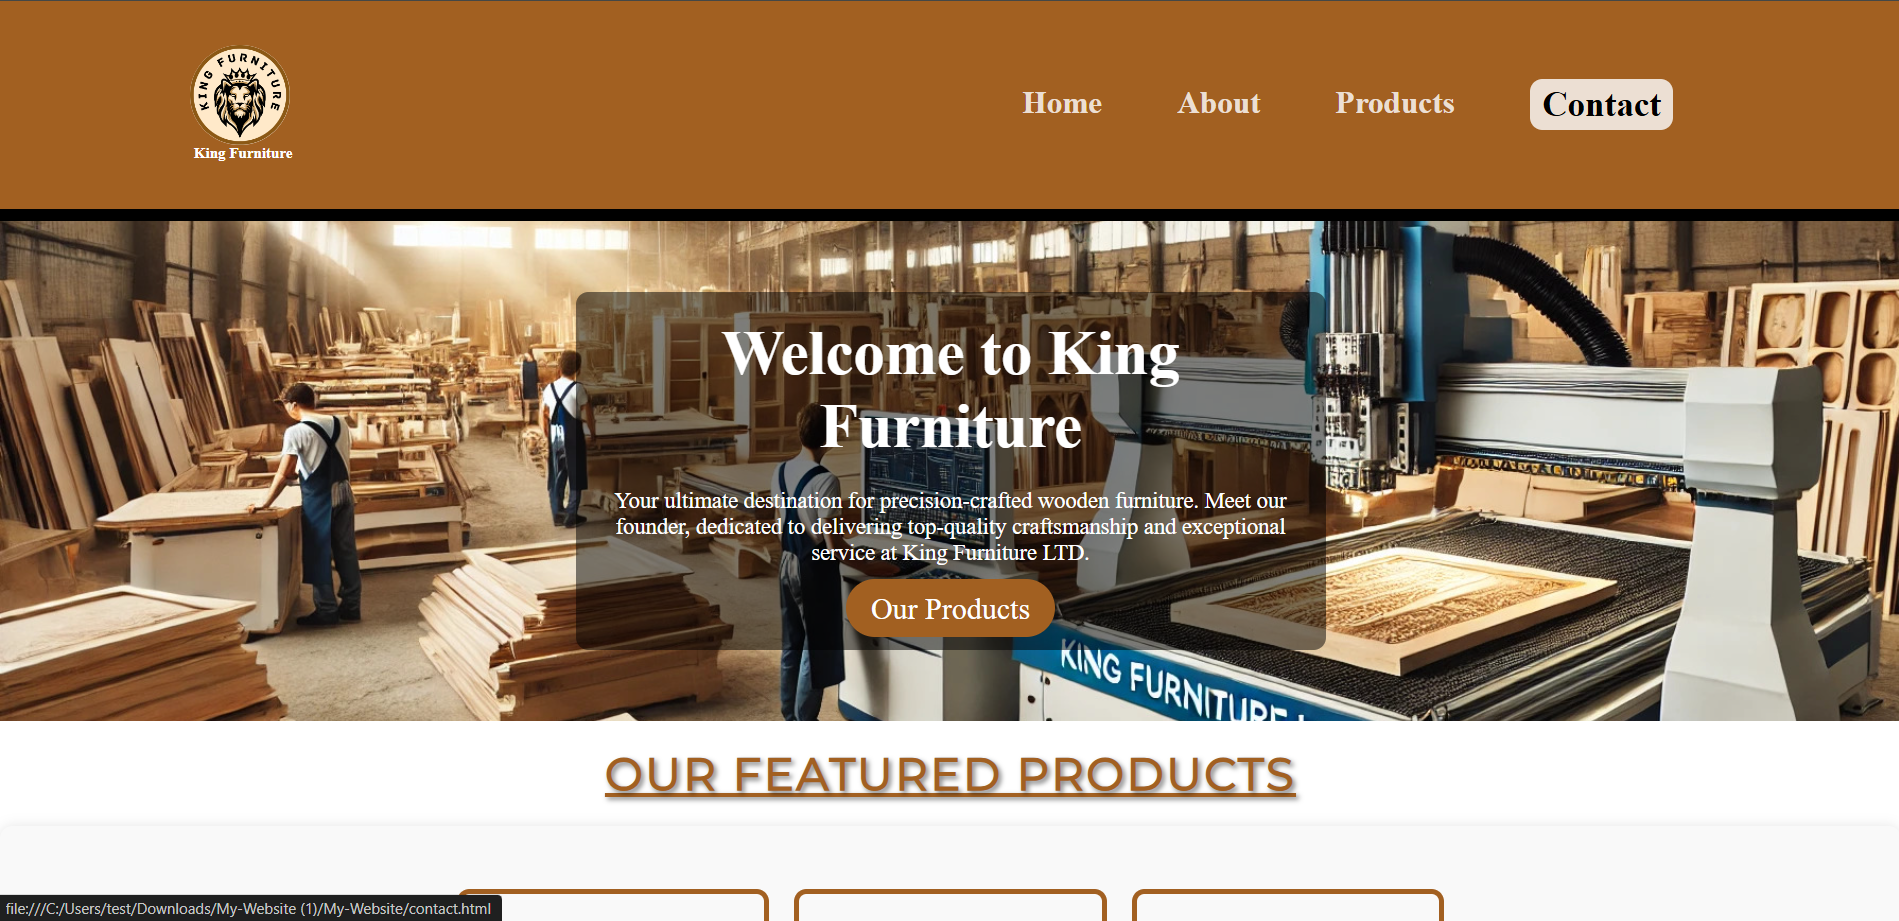 KING FURNITURE
King Furniture
Home
About
Products
Contact
Welcome to King
Furniture
Your ultimate destination for precision-crafted wooden furniture. Meet our
founder, dedicated to delivering top-quality craftsmanship and exceptional
service at King Furniture LTD.
Our Products
KING FURNITURE
OUR FEATURED PRODUCTS
file:///C:/Users/test/Downloads/My-Website (1)/My-Website/contact.html